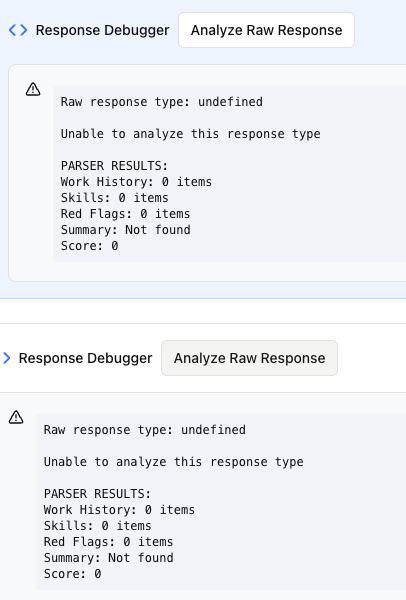 <> Response Debugger Analyze Raw Response
Raw response type: undefined
Unable to analyze this response type
PARSER RESULTS:
Work History: 0 items
Skills: 0 items
Red Flags: 0 items
Summary: Not found
Score: 0
> Response Debugger Analyze Raw Response
Raw response type: undefined
Unable to analyze this response type
PARSER RESULTS:
Work History: 0 items
Skills: 0 items
Red Flags: 0 items
Summary: Not found
Score: 0